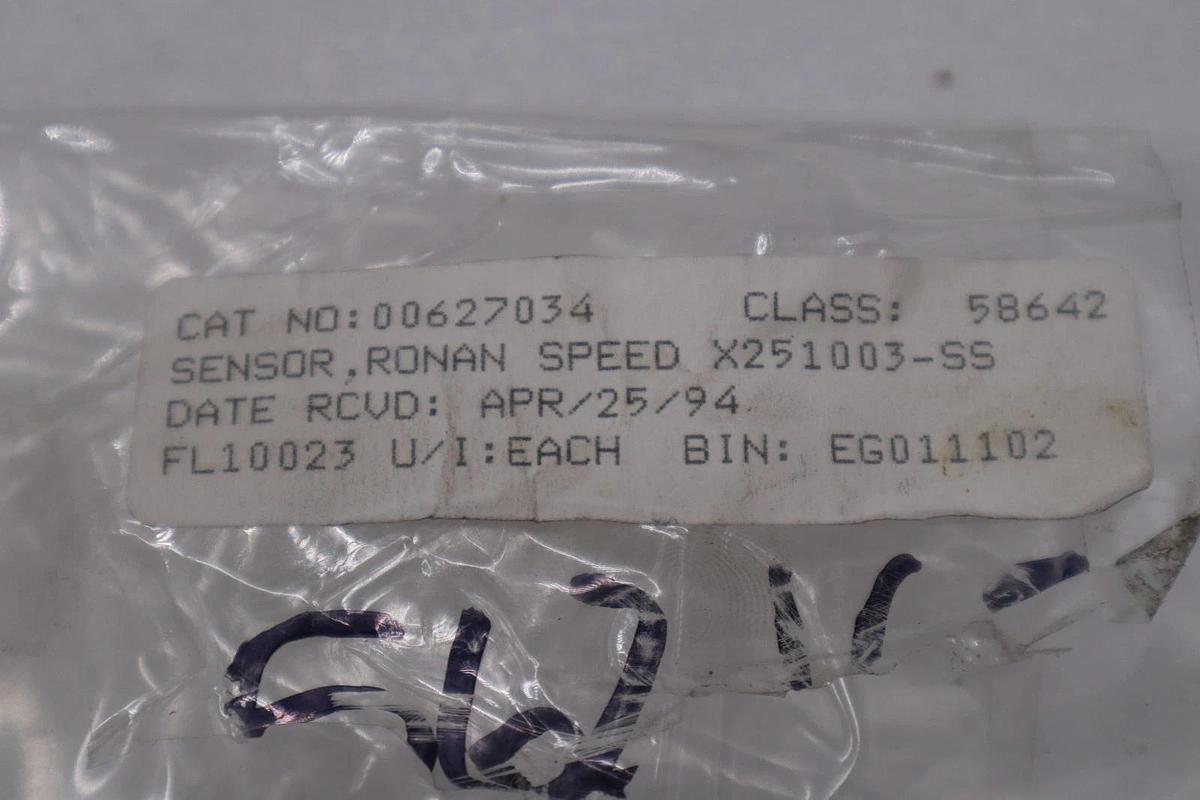 CAT NO:00627034 CLASS: 58642
SENSOR,RONAN SPEED X251003-SS
DATE RCVD: APR/25/94
FL10023 U/I:EACH BIN: EG011102